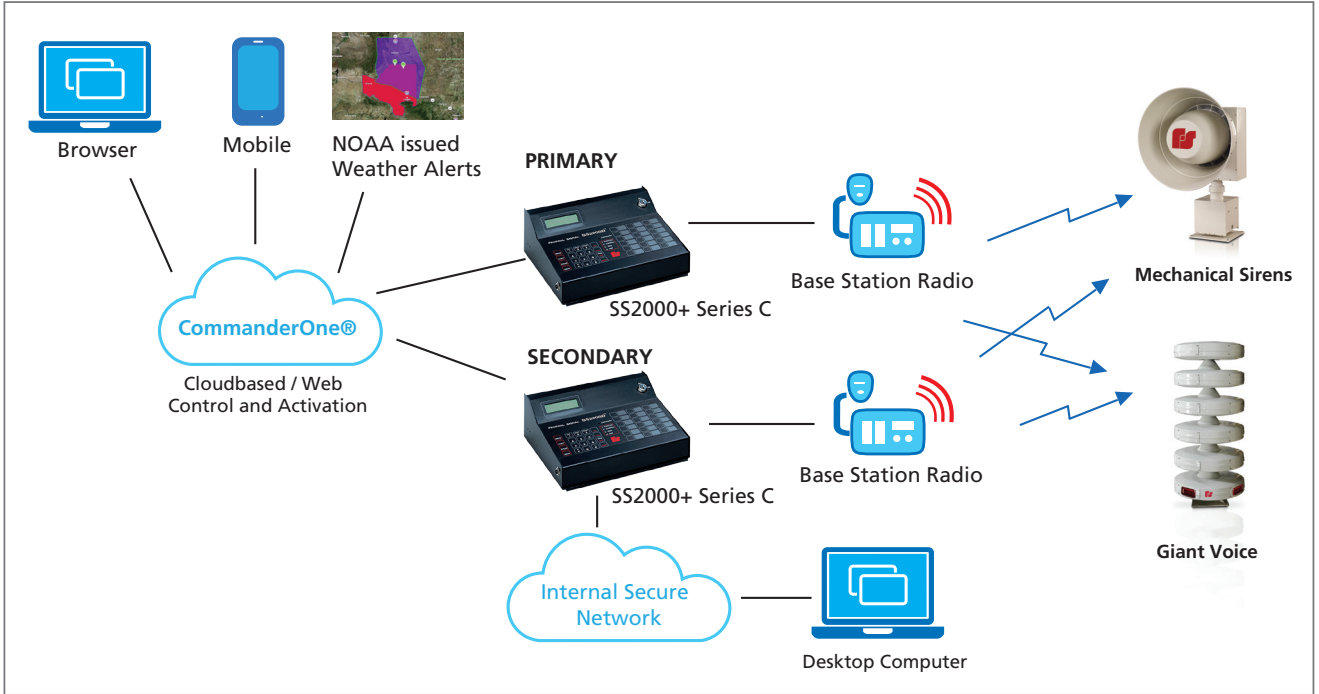 Browser
Mobile
NOAA issued
Weather Alerts
PRIMARY
SS2000+ Series C
Base Station Radio
Mechanical Sirens
CommanderOne®
Cloudbased / Web
Control and Activation
SECONDARY
SS2000+ Series C
Base Station Radio
Giant Voice
Internal Secure
Network
Desktop Computer